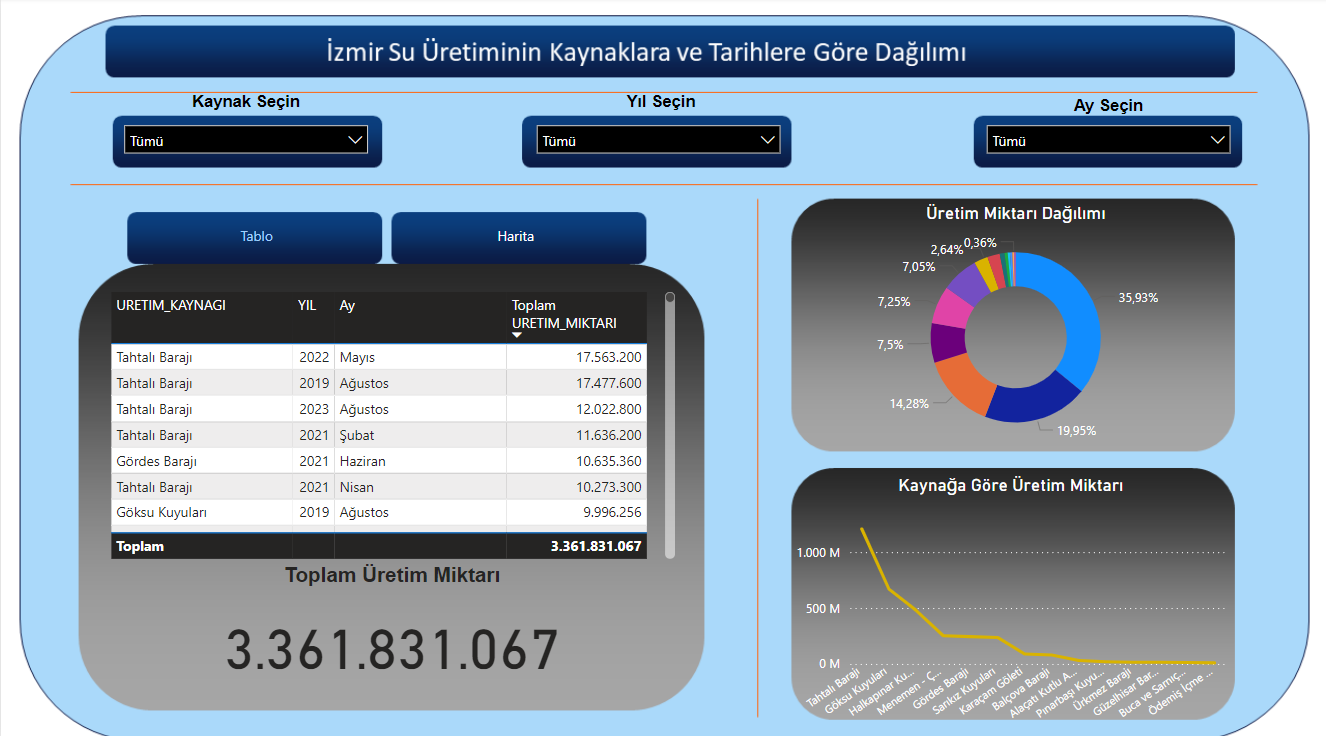 İzmir Su Üretiminin Kaynaklara ve Tarihlere Göre Dağılımı
Kaynak Seçin
Yıl Seçin
Ay Seçin
Tümü
Tümü
Tümü
Tablo
Harita
URETIM_KAYNAGI YIL Ay Toplam
URETIM_MIKTARI
Tahtalı Barajı 2022 Mayıs 17.563.200
Tahtalı Barajı 2019 Ağustos 17.477.600
Tahtalı Barajı 2023 Ağustos 12.022.800
Tahtalı Barajı 2021 Şubat 11.636.200
Gördes Barajı 2021 Haziran 10.635.360
Tahtalı Barajı 2021 Nisan 10.273.300
Göksu Kuyuları 2019 Ağustos 9.996.256
Toplam 3.361.831.067
Toplam Üretim Miktarı
3.361.831.067
Üretim Miktarı Dağılımı
35,93%
19,95%
14,28%
7,5%
7,25%
7,05%
2,64%
0,36%
Kaynağa Göre Üretim Miktarı
1.000 M
500 M
0 M
Tahtalı Barajı
Göksu Kuyuları
Halkapınar Ku...
Menemen - Ç...
Gördes Barajı
Sarıkız Kuyuları
Karaçam Göleti
Balçova Barajı
Alaçatı Kutlu A...
Pınarbaşı Kuyu...
Ürkmez Barajı
Güzelhisar Bar...
Buca ve Sarnıç...
Ödemiş İçme ...